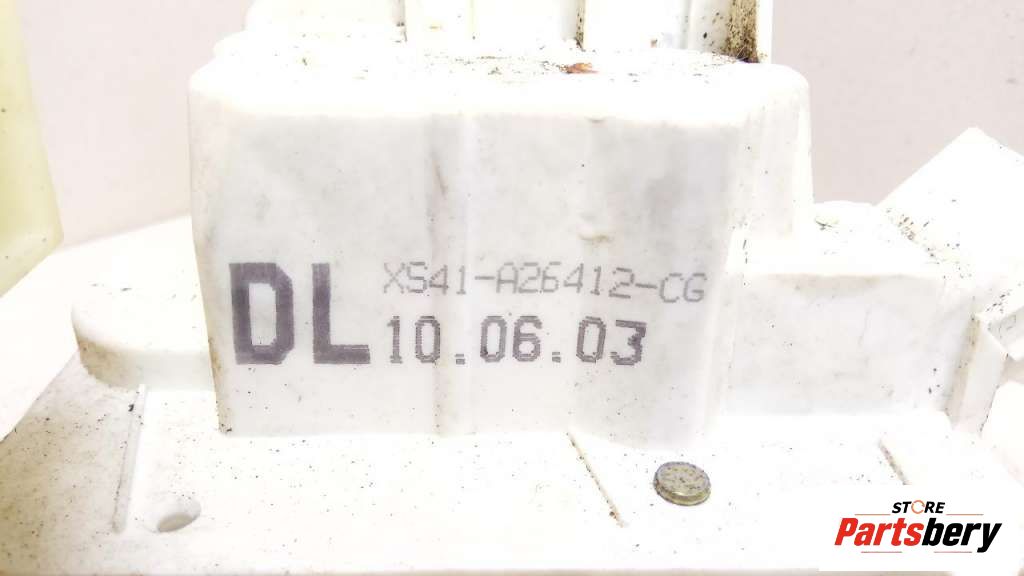 DL XS41-A26412-CG
10.06.03
STORE
Partsbery